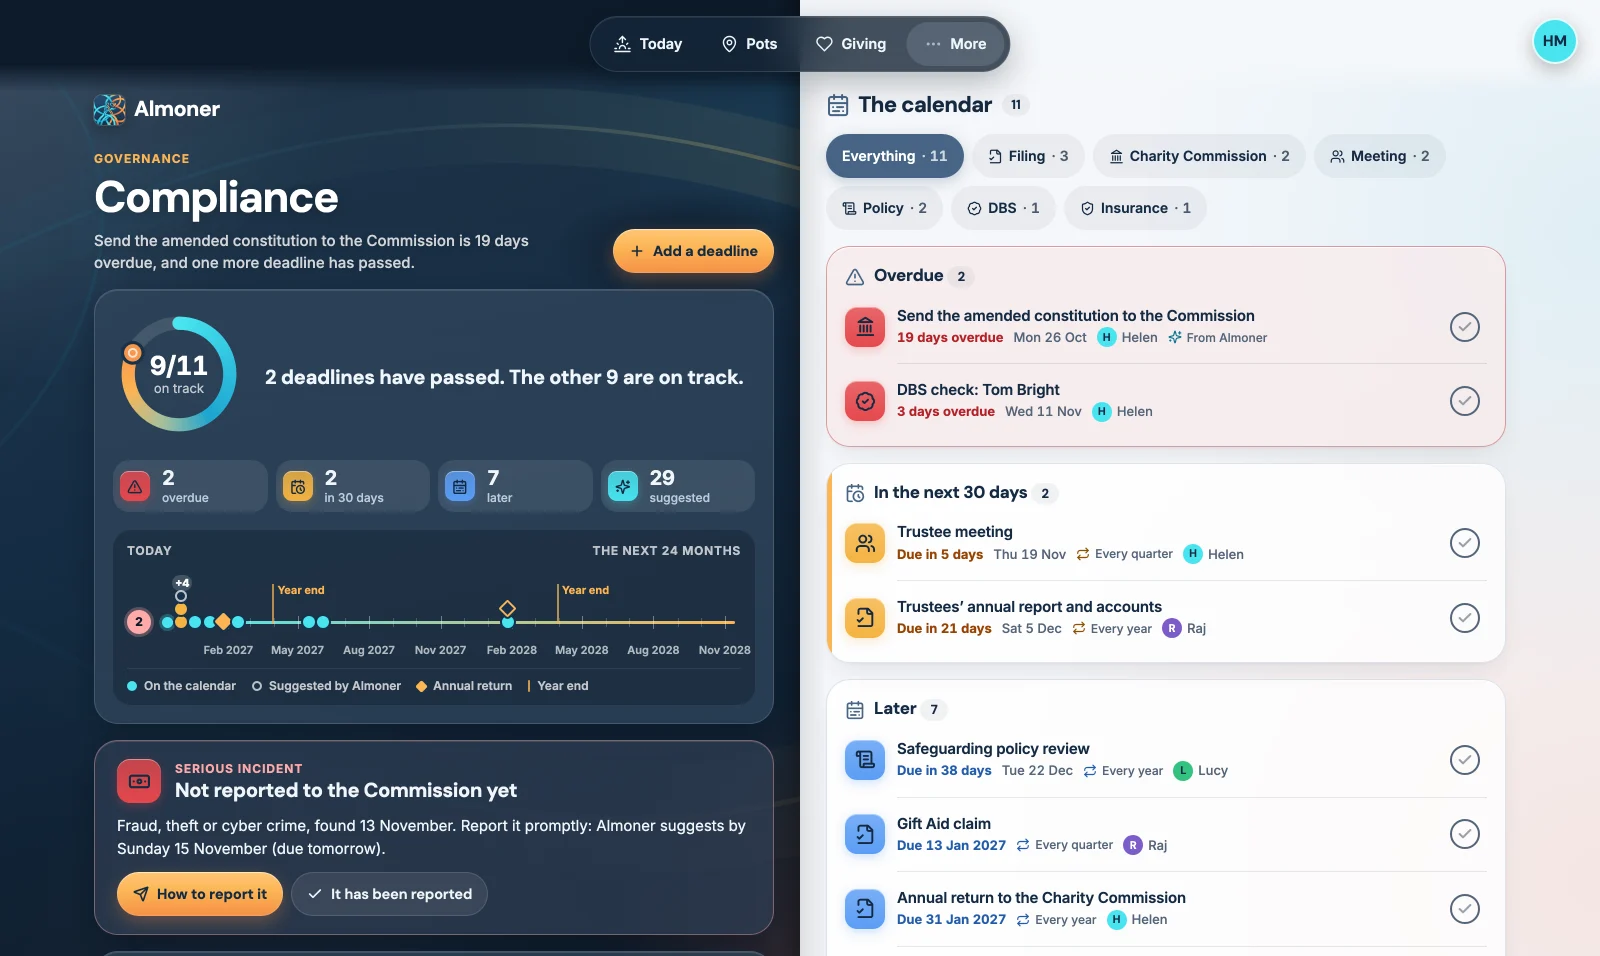 Today
Pots
Giving
More
HM
Almoner
GOVERNANCE
Compliance
Send the amended constitution to the Commission is 19 days
overdue, and one more deadline has passed.
Add a deadline
9/11
on track
2 deadlines have passed. The other 9 are on track.
2
overdue
2
in 30 days
7
later
29
suggested
TODAY
THE NEXT 24 MONTHS
+4
Year end
Year end
2
Feb 2027
May 2027
Aug 2027
Nov 2027
Feb 2028
May 2028
Aug 2028
Nov 2028
On the calendar
Suggested by Almoner
Annual return
Year end
SERIOUS INCIDENT
Not reported to the Commission yet
Fraud, theft or cyber crime, found 13 November. Report it promptly: Almoner suggests by
Sunday 15 November (due tomorrow).
How to report it
It has been reported
The calendar 11
Everything · 11
Filing · 3
Charity Commission · 2
Meeting · 2
Policy · 2
DBS · 1
Insurance · 1
Overdue 2
Send the amended constitution to the Commission
19 days overdue Mon 26 Oct H Helen From Almoner
DBS check: Tom Bright
3 days overdue Wed 11 Nov H Helen
In the next 30 days 2
Trustee meeting
Due in 5 days Thu 19 Nov Every quarter H Helen
Trustees’ annual report and accounts
Due in 21 days Sat 5 Dec Every year R Raj
Later 7
Safeguarding policy review
Due in 38 days Tue 22 Dec Every year L Lucy
Gift Aid claim
Due 13 Jan 2027 Every quarter R Raj
Annual return to the Charity Commission
Due 31 Jan 2027 Every year H Helen